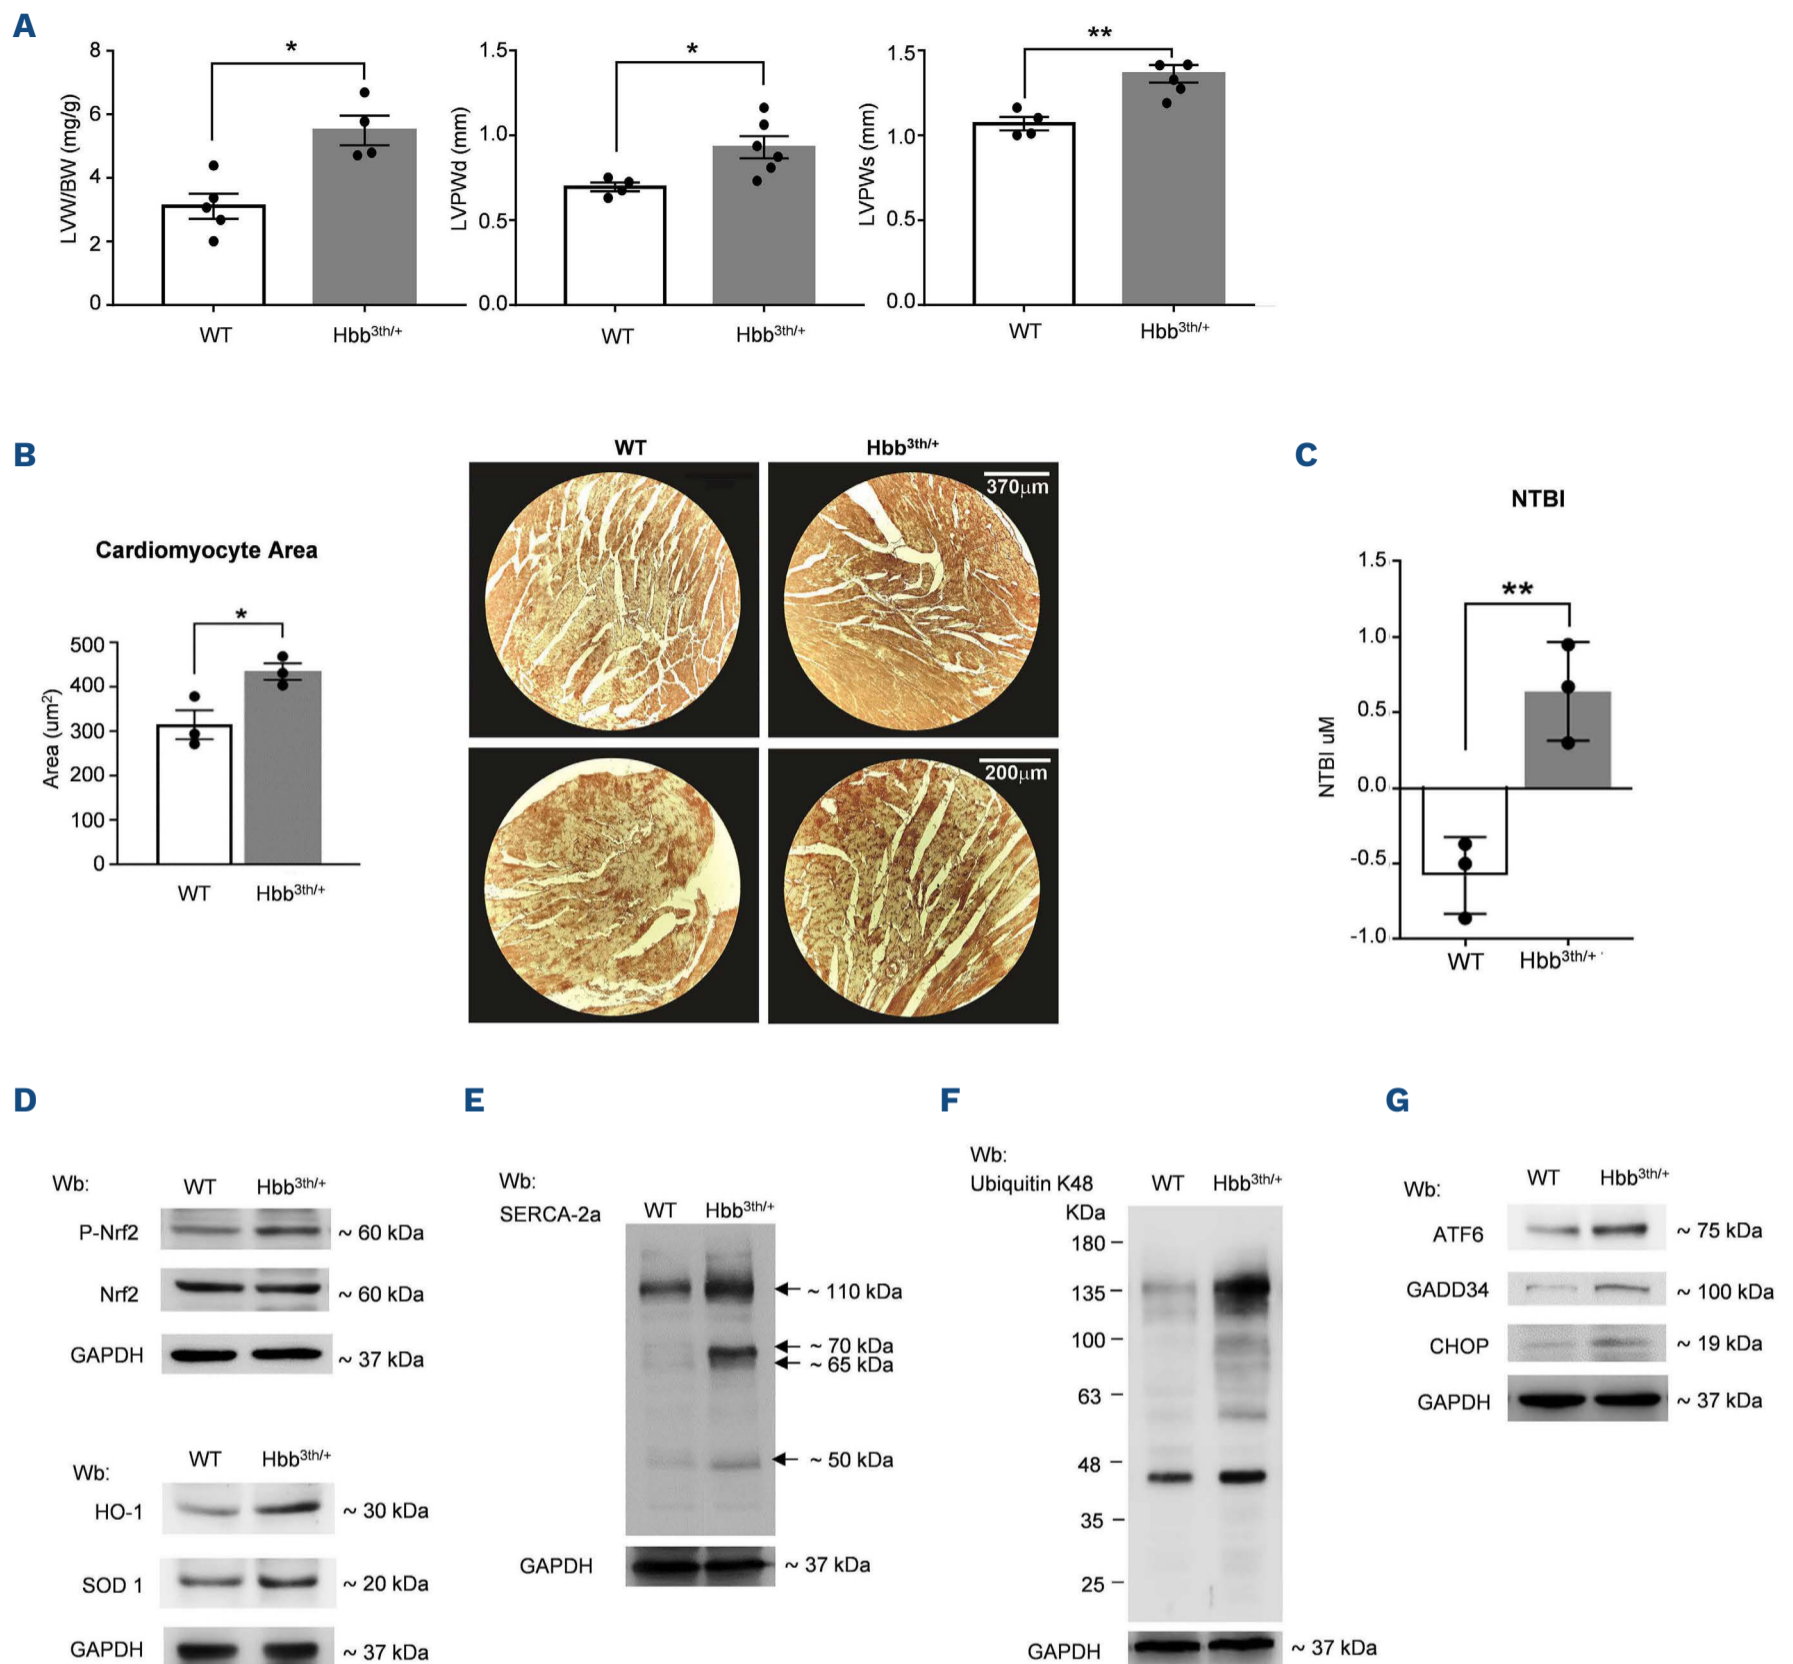 A
*
8
6
4
2
0
LVW/BW (mg/g)
WT
Hbb3th/+
*
1.5
1.0
0.5
0.0
LVPWd (mm)
WT
Hbb3th/+
**
1.5
1.0
0.5
0.0
LVPWs (mm)
WT
Hbb3th/+
B
Cardiomyocyte Area
*
500
400
300
200
100
0
Area (um2)
WT
Hbb3th/+
WT
Hbb3th/+
370μm
200μm
C
NTBI
**
1.5
1.0
0.5
0.0
-0.5
-1.0
NTBI uM
WT
Hbb3th/+
D
Wb:
WT
Hbb3th/+
P-Nrf2
~ 60 kDa
Nrf2
~ 60 kDa
GAPDH
~ 37 kDa
Wb:
WT
Hbb3th/+
HO-1
~ 30 kDa
SOD 1
~ 20 kDa
GAPDH
~ 37 kDa
E
Wb:
SERCA-2a
WT
Hbb3th/+
~ 110 kDa
~ 70 kDa
~ 65 kDa
~ 50 kDa
GAPDH
~ 37 kDa
F
Wb:
Ubiquitin K48
WT
Hbb3th/+
KDa
180
135
100
63
48
35
25
GAPDH
~ 37 kDa
G
Wb:
WT
Hbb3th/+
ATF6
~ 75 kDa
GADD34
~ 100 kDa
CHOP
~ 19 kDa
GAPDH
~ 37 kDa